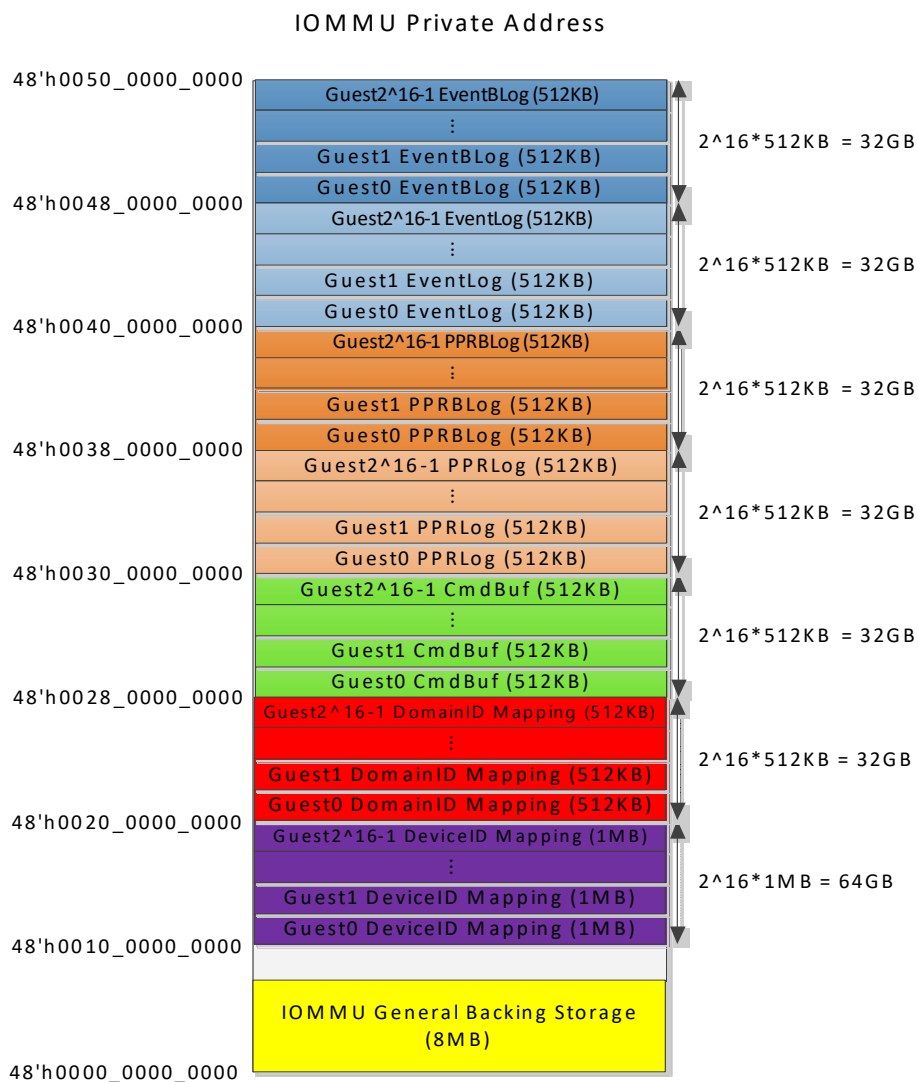 IOMMU Private Address
48'h0050_0000_0000
Guest2^16-1 EventBLog (512KB)
⋮
2^16*512KB = 32GB
Guest1 EventBLog (512KB)
Guest0 EventBLog (512KB)
48'h0048_0000_0000
Guest2^16-1 EventLog (512KB)
⋮
2^16*512KB = 32GB
Guest1 EventLog (512KB)
Guest0 EventLog (512KB)
48'h0040_0000_0000
Guest2^16-1 PPRBLog (512KB)
⋮
2^16*512KB = 32GB
Guest1 PPRBLog (512KB)
Guest0 PPRBLog (512KB)
48'h0038_0000_0000
Guest2^16-1 PPRLog (512KB)
⋮
2^16*512KB = 32GB
Guest1 PPRLog (512KB)
Guest0 PPRLog (512KB)
48'h0030_0000_0000
Guest2^16-1 CmdBuf (512KB)
⋮
2^16*512KB = 32GB
Guest1 CmdBuf (512KB)
Guest0 CmdBuf (512KB)
48'h0028_0000_0000
Guest2^16-1 DomainID Mapping (512KB)
⋮
2^16*512KB = 32GB
Guest1 DomainID Mapping (512KB)
Guest0 DomainID Mapping (512KB)
48'h0020_0000_0000
Guest2^16-1 DeviceID Mapping (1MB)
⋮
2^16*1MB = 64GB
Guest1 DeviceID Mapping (1MB)
Guest0 DeviceID Mapping (1MB)
48'h0010_0000_0000
IOMMU General Backing Storage
(8MB)
48'h0000_0000_0000